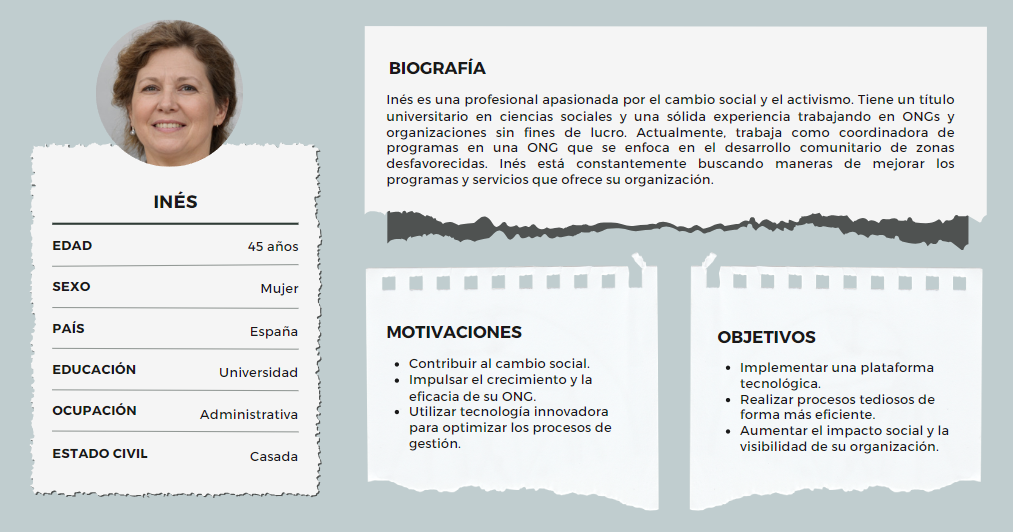 INÉS
EDAD 45 años
SEXO Mujer
PAÍS España
EDUCACIÓN Universidad
OCUPACIÓN Administrativa
ESTADO CIVIL Casada
BIOGRAFÍA
Inés es una profesional apasionada por el cambio social y el activismo. Tiene un título
universitario en ciencias sociales y una sólida experiencia trabajando en ONGs y
organizaciones sin fines de lucro. Actualmente, trabaja como coordinadora de
programas en una ONG que se enfoca en el desarrollo comunitario de zonas
desfavorecidas. Inés está constantemente buscando maneras de mejorar los
programas y servicios que ofrece su organización.
MOTIVACIONES
• Contribuir al cambio social.
• Impulsar el crecimiento y la
eficacia de su ONG.
• Utilizar tecnología innovadora
para optimizar los procesos de
gestión.
OBJETIVOS
• Implementar una plataforma
tecnológica.
• Realizar procesos tediosos de
forma más eficiente.
• Aumentar el impacto social y la
visibilidad de su organización.